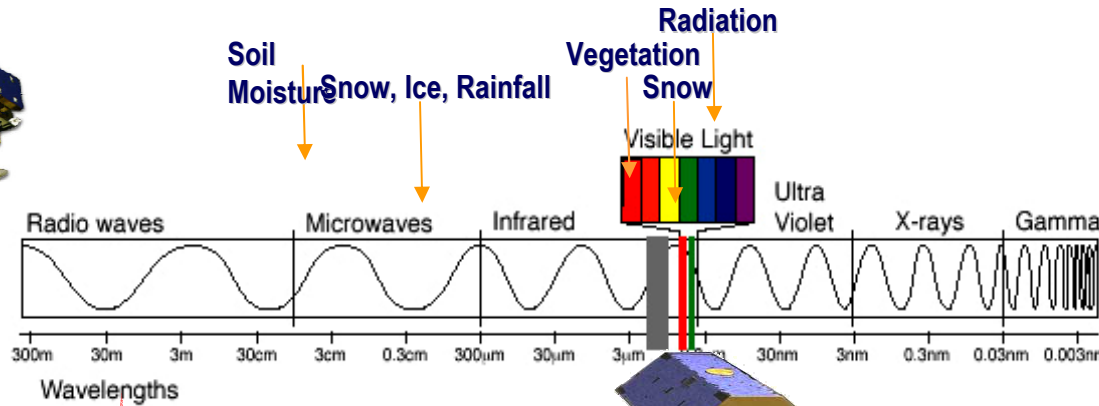 Radiation
Soil
Moisture
Vegetation
Snow, Ice, Rainfall
Snow
Visible Light
Ultra
Violet
Radio waves
Microwaves
Infrared
X-rays
Gamma
300m 30m 3m 30cm 3cm 0.3cm 300μm 30μm 3μm 30nm 3nm 0.3nm 0.03nm 0.003nm
Wavelengths